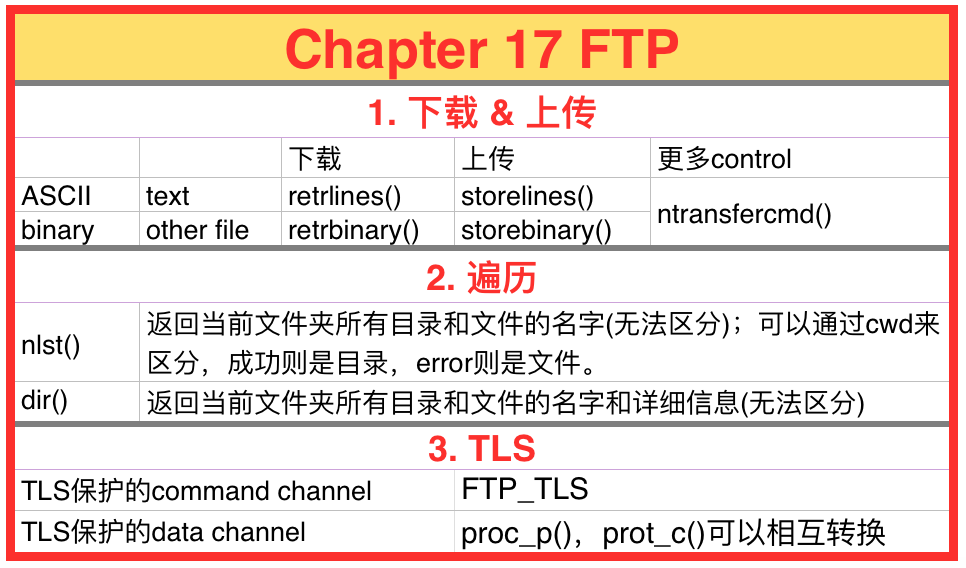 Chapter 17 FTP
1. 下载 & 上传
下载 上传 更多control
ASCII text retrlines() storelines()
ntransfercmd()
binary other file retrbinary() storebinary()
2. 遍历
nlst() 返回当前文件夹所有目录和文件的名字(无法区分)；可以通过cwd来
区分，成功则是目录，error则是文件。
dir() 返回当前文件夹所有目录和文件的名字和详细信息(无法区分)
3. TLS
TLS保护的command channel FTP_TLS
TLS保护的data channel proc_p()，prot_c()可以相互转换